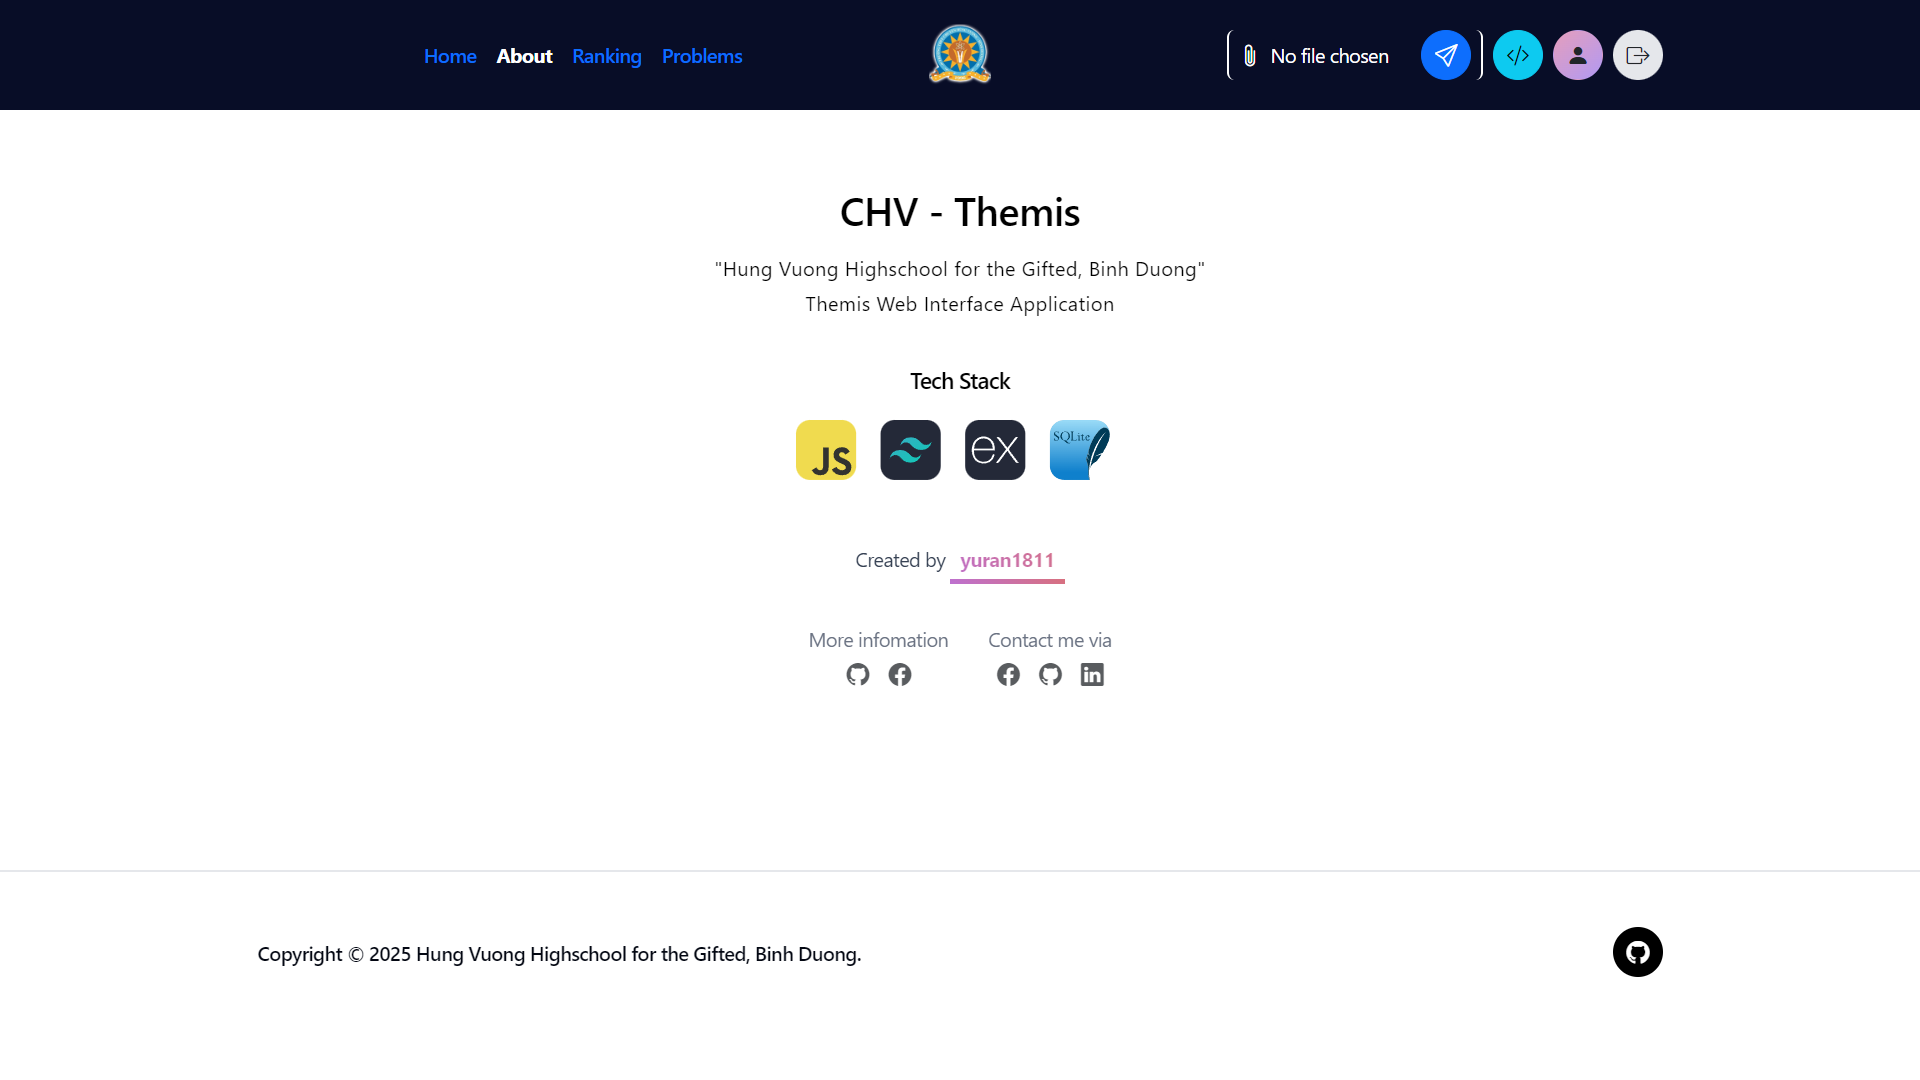 Home About Ranking Problems No file chosen
CHV - Themis
"Hung Vuong Highschool for the Gifted, Binh Duong"
Themis Web Interface Application
Tech Stack
JS ex SQLite
Created by yuran1811
More infomation Contact me via
Copyright © 2025 Hung Vuong Highschool for the Gifted, Binh Duong.